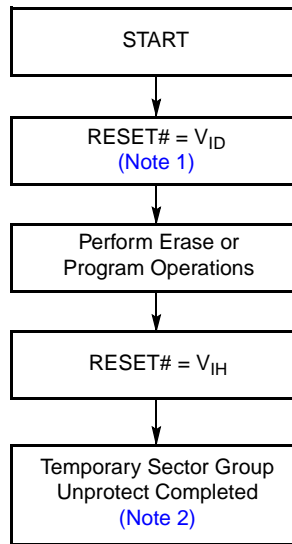 START
RESET# = VID
(Note 1)
Perform Erase or
Program Operations
RESET# = VIH
Temporary Sector Group
Unprotect Completed
(Note 2)